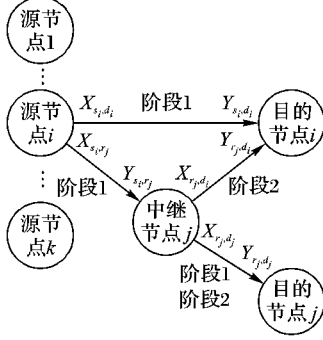 源节
点1
⋮
X_{s_i,d_i} 阶段1 Y_{s_i,d_i}
源节
点i
目的
节点i
X_{s_i,r_j} Y_{r_j,d_i}
⋮
阶段1 Y_{s_i,r_j} X_{r_j,d_i} 阶段2
源节
点k
中继
节点j
X_{r_j,d_j}
阶段1 Y_{r_j,d_j}
阶段2
目的
节点j